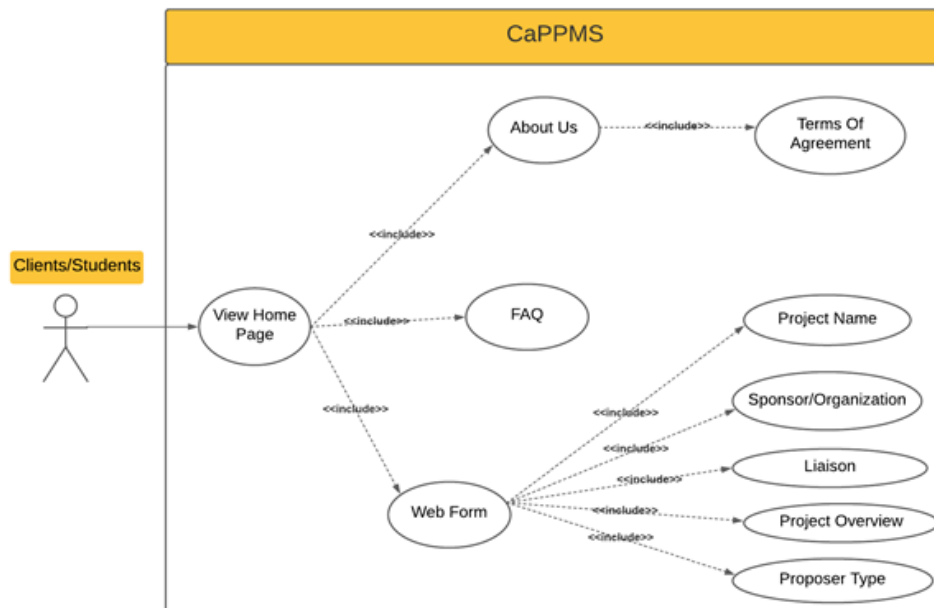 CaPPMS
About Us
<<include>>
Terms Of
Agreement
<<include>>
Clients/Students
View Home
Page
<<include>>
FAQ
Project Name
<<include>>
<<include>>
Sponsor/Organization
<<include>>
Liaison
<<include>>
Web Form
<<include>>
Project Overview
<<include>>
Proposer Type